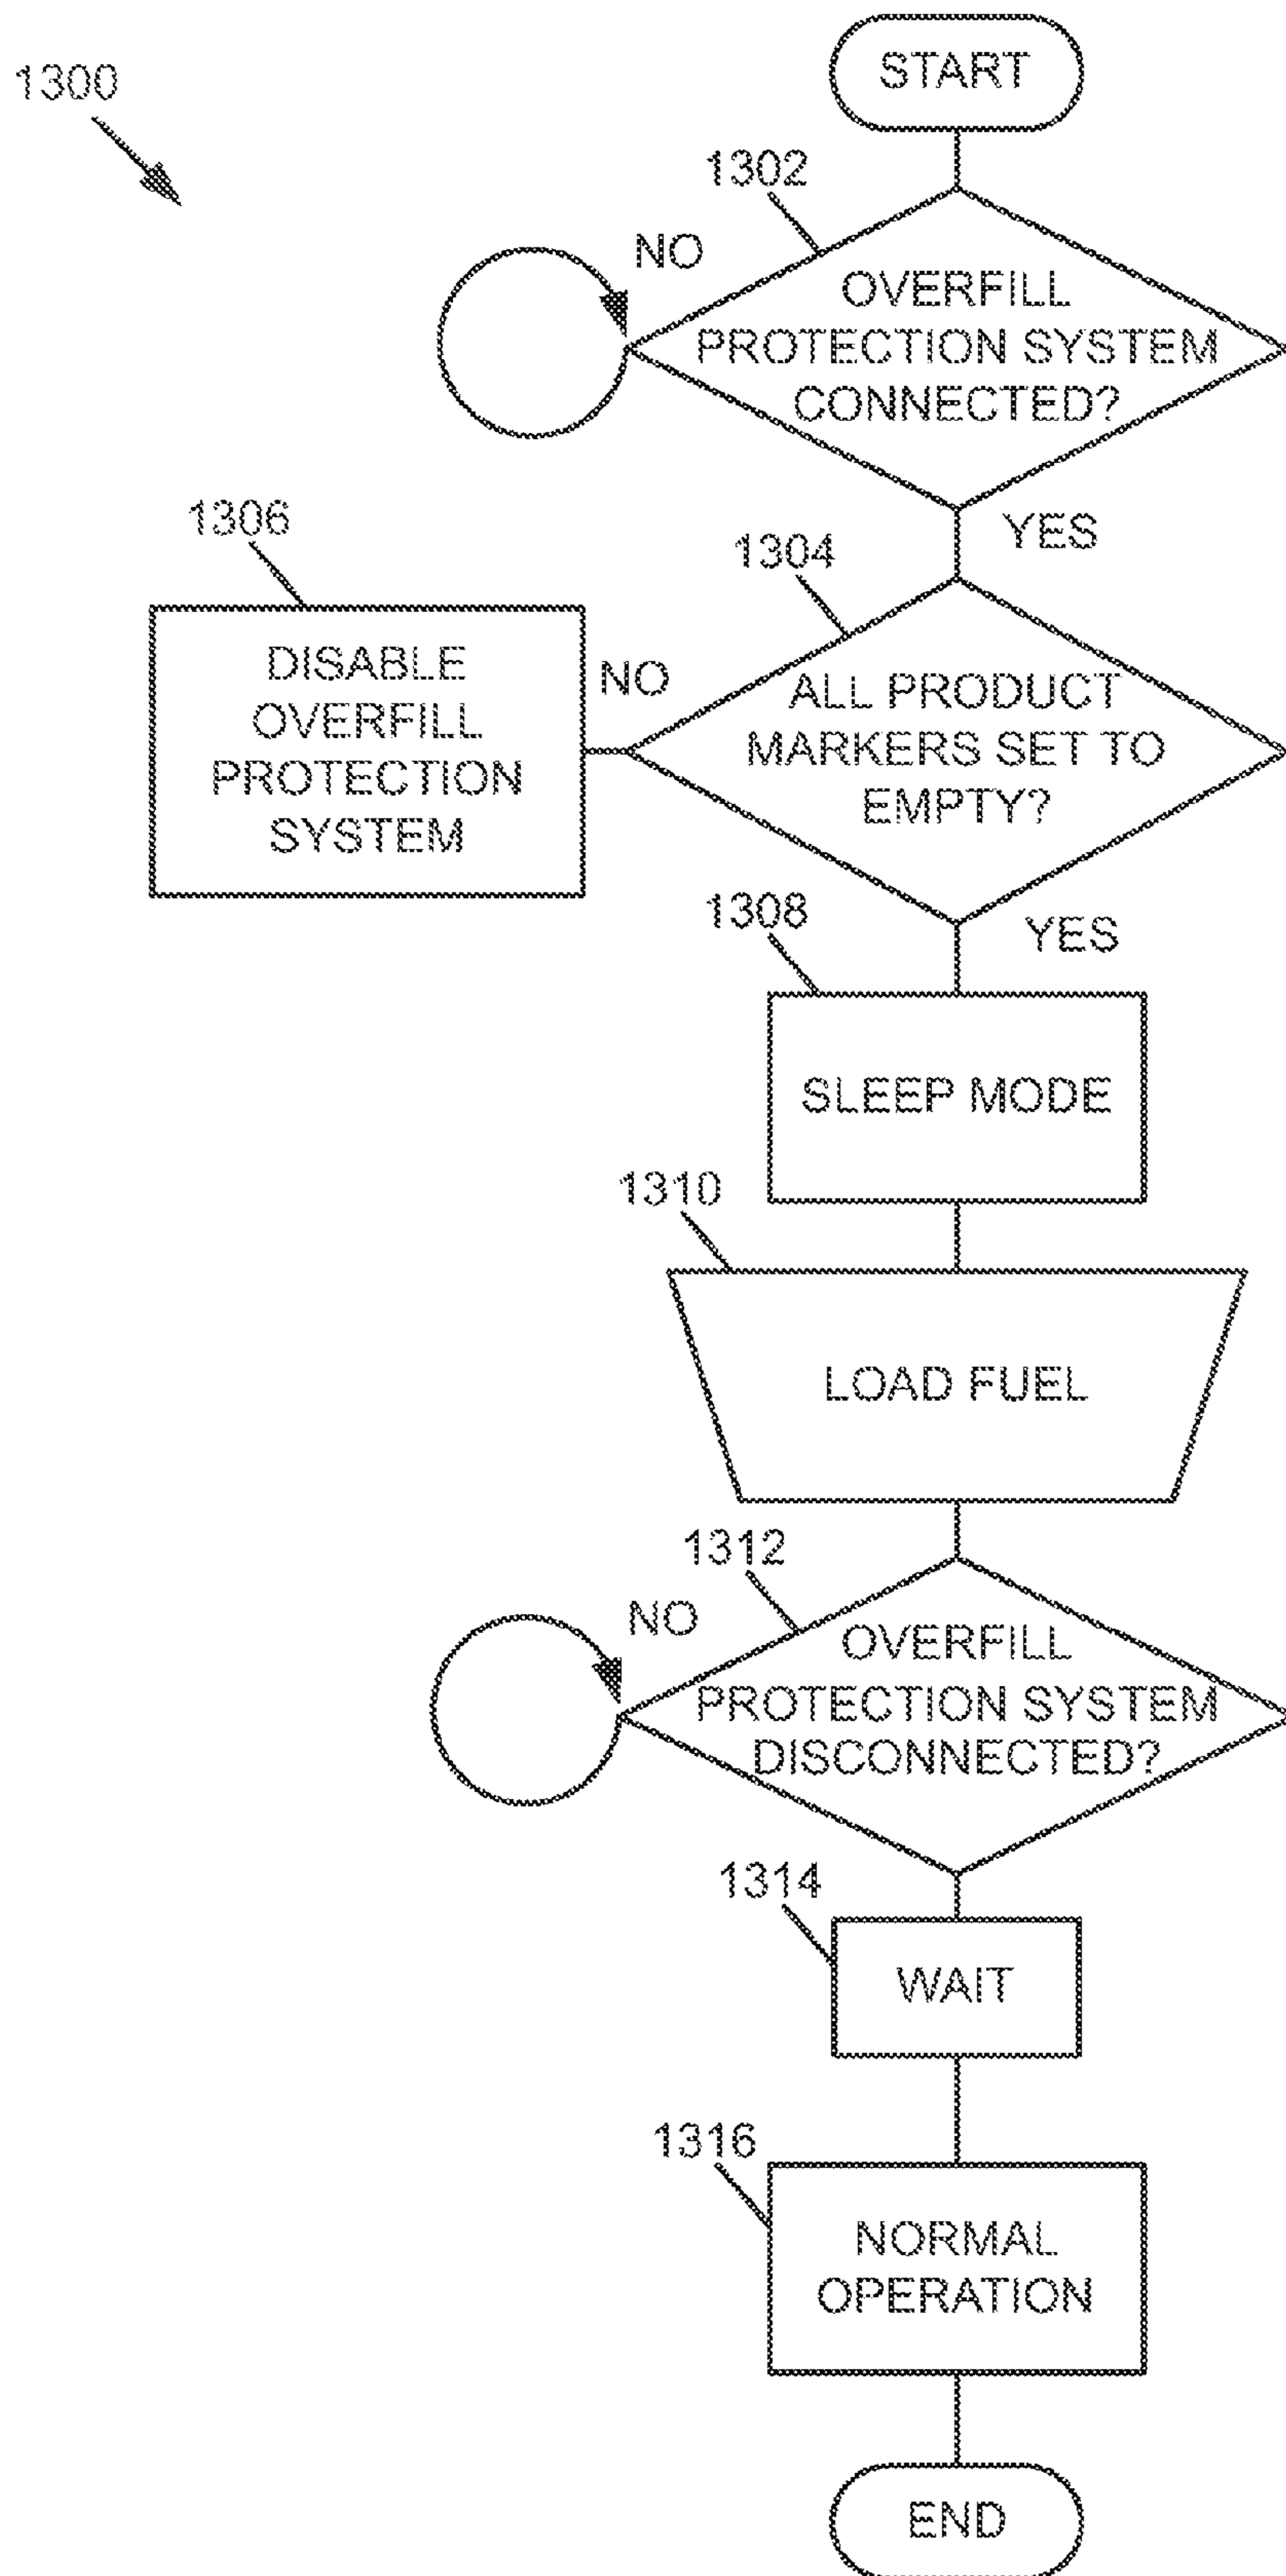 1300
START
1302
NO
OVERFILL
PROTECTION SYSTEM
CONNECTED?
YES
1306
1304
DISABLE
OVERFILL
PROTECTION
SYSTEM
NO
ALL PRODUCT
MARKERS SET TO
EMPTY?
YES
1308
SLEEP MODE
1310
LOAD FUEL
1312
NO
OVERFILL
PROTECTION SYSTEM
DISCONNECTED?
1314
WAIT
1316
NORMAL
OPERATION
END